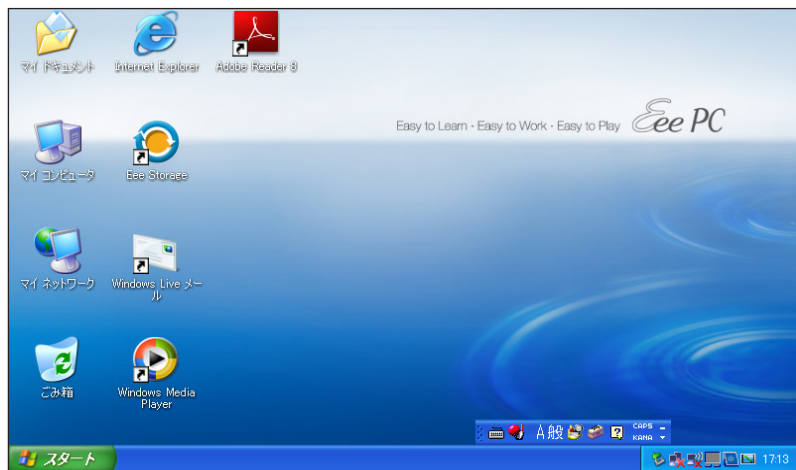 マイ ドキュメント
Internet Explorer
Adobe Reader 8
Easy to Learn · Easy to Work · Easy to Play
Eee PC
マイ コンピュータ
Eee Storage
マイ ネットワーク
Windows Live メー
ル
ごみ箱
Windows Media
Player
A 般
CAPS
KANA
スタート
17:13